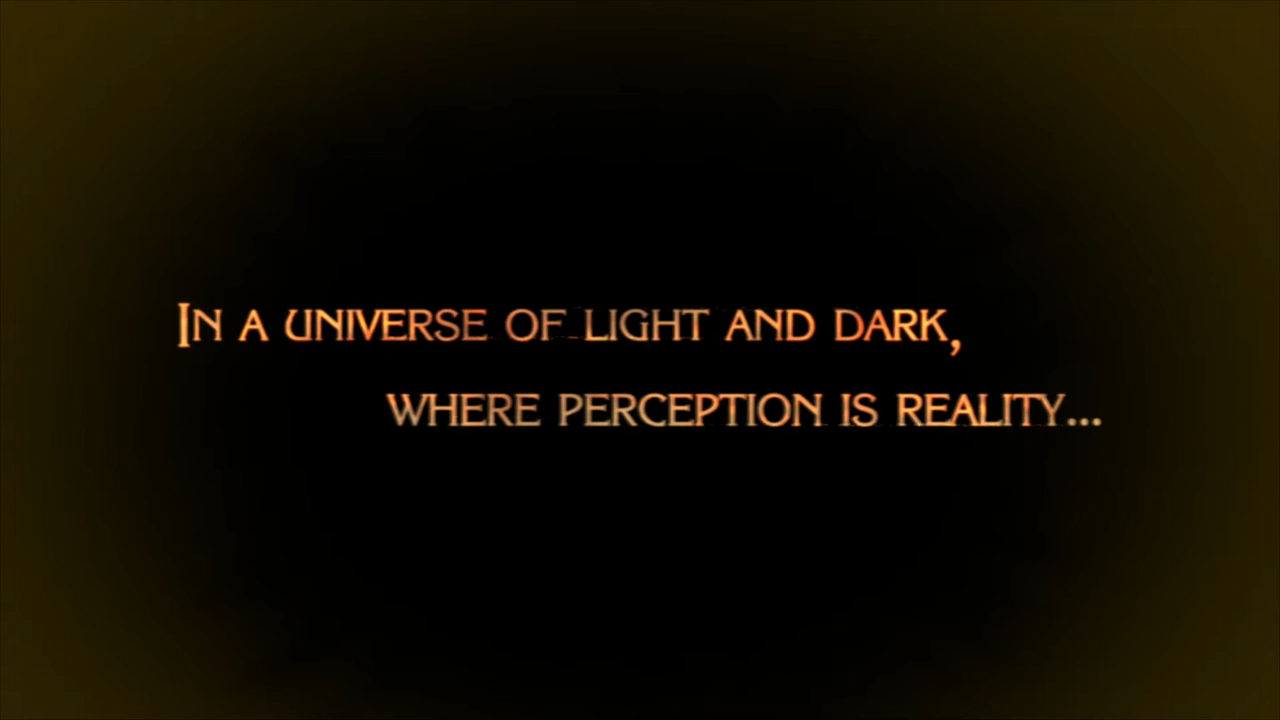 In a universe of light and dark,
where perception is reality...